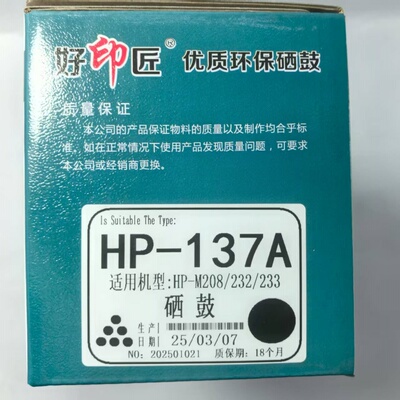 好印匠® 优质环保硒鼓
质量保证
本公司的产品保证物料的质量以及制作均合乎标
准。如在正常情况下使用产品发现质量问题，可要求
本公司或经销商更换。
Is Suitable The Type:
HP-137A
适用机型:HP-M208/232/233
硒鼓
生产
日期 25/03/07
NO: 202501021 质保期: 18个月